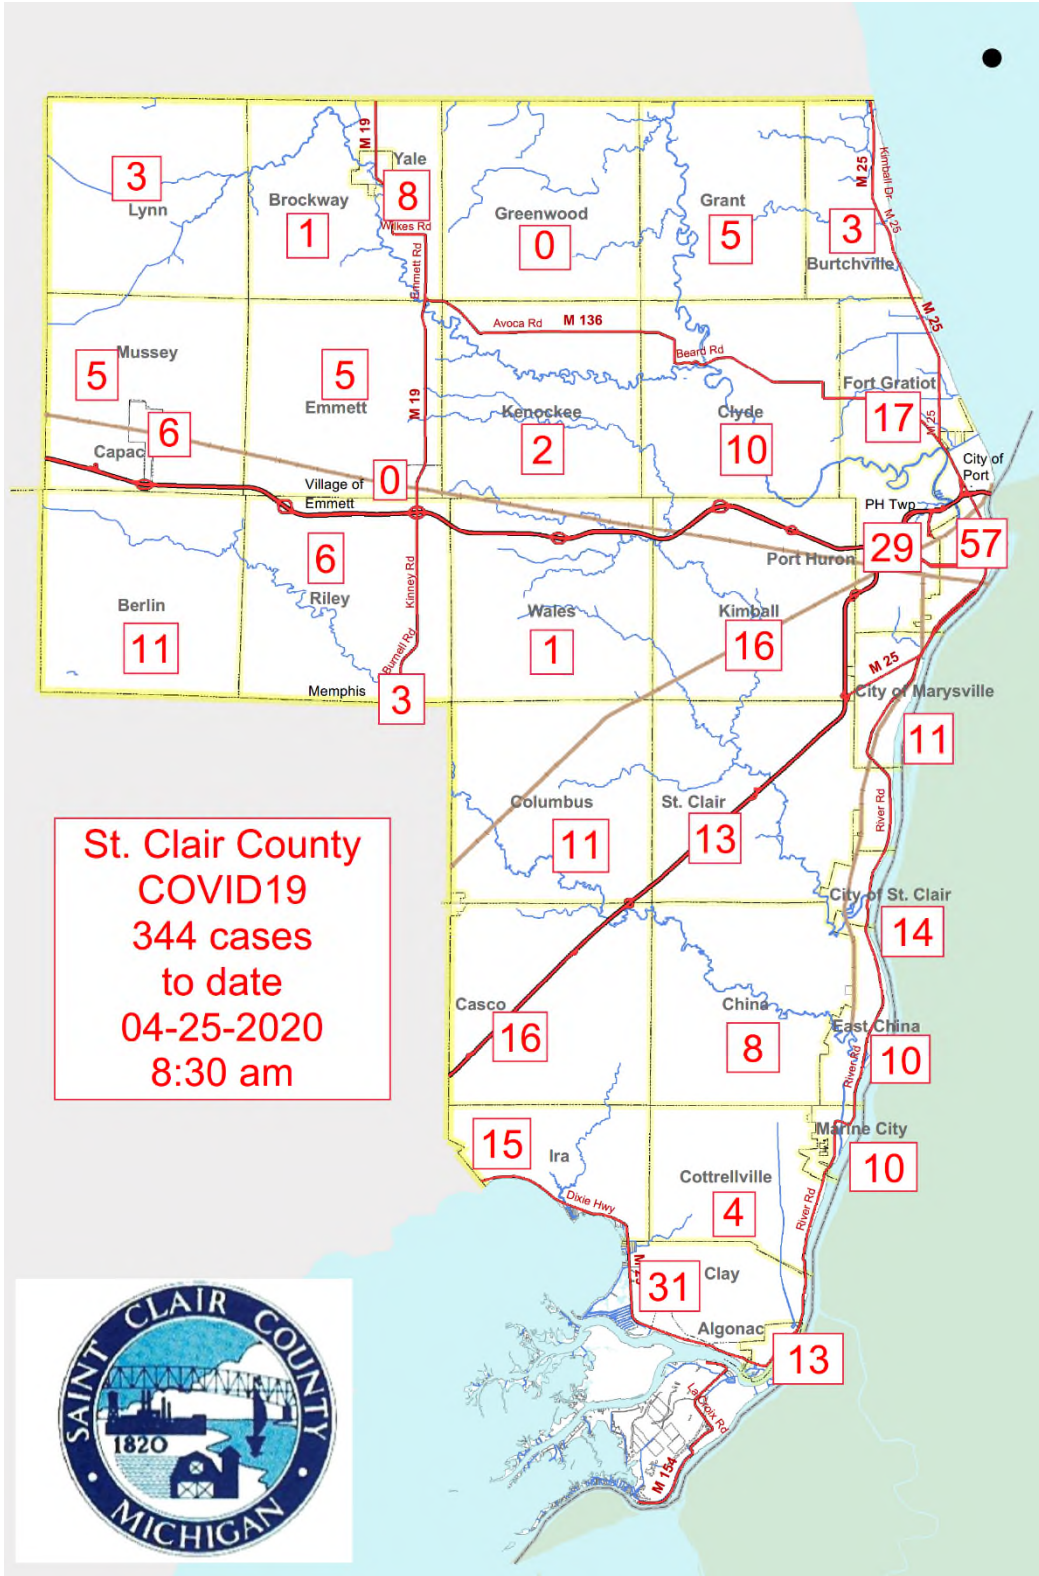 M 19
Yale
8
3
Lynn
Brockway
1
Wilkes Rd
Emmett Rd
Greenwood
0
Grant
5
M 25
Kimball Dr
M 25
3
Burtchville
M 25
Mussey
5
5
Emmett
M 19
Avoca Rd
M 136
Beard Rd
Fort Gratiot
17
M 25
6
Capac
Kenockee
2
Clyde
10
0
Village of
Emmett
City of
Port
PH Twp
Port Huron
29
57
6
Riley
Kinney Rd
Berlin
11
Wales
1
Kimball
16
Burnell Rd
Memphis
3
M 25
City of Marysville
11
Columbus
11
St. Clair
13
River Rd
St. Clair County
COVID19
344 cases
to date
04-25-2020
8:30 am
City of St. Clair
14
Casco
16
China
8
East China
10
River Rd
15
Ira
Marine City
10
Cottrellville
4
River Rd
Dixie Hwy
31
Clay
Algonac
13
La Croix Rd
M 154
SAINT CLAIR COUNTY
1820
MICHIGAN